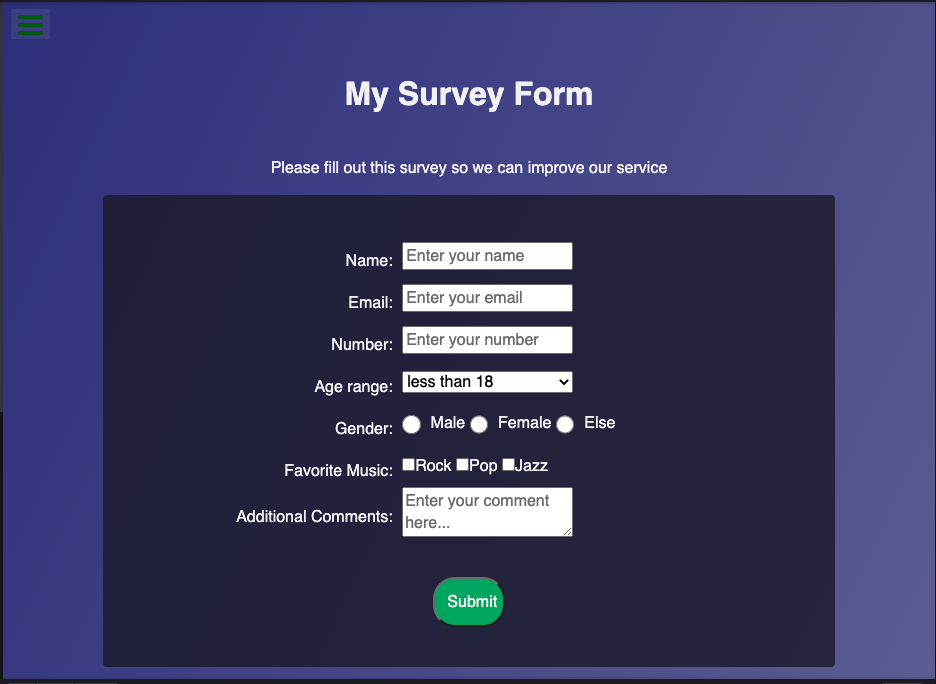 My Survey Form
Please fill out this survey so we can improve our service
Name: Enter your name
Email: Enter your email
Number: Enter your number
Age range: less than 18
Gender: Male Female Else
Favorite Music: Rock Pop Jazz
Additional Comments: Enter your comment
here...
Submit